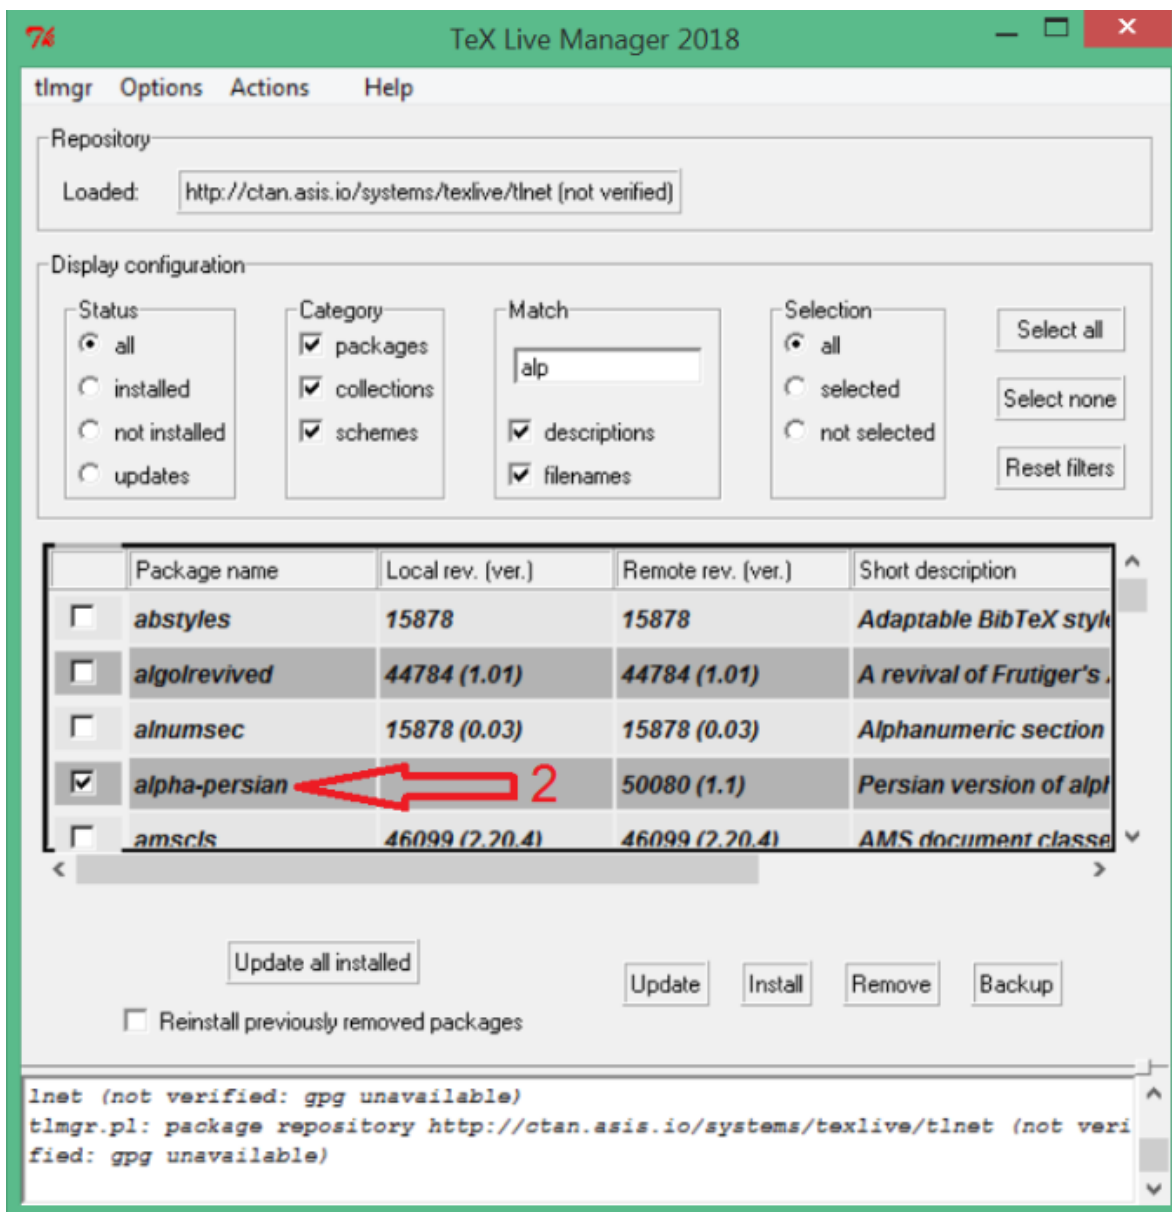 TeX Live Manager 2018
tlmgr Options Actions Help
Repository
Loaded: http://ctan.asis.io/systems/texlive/tlnet (not verified)
Display configuration
Status Category Match Selection
all packages alp all Select all
installed collections selected Select none
not installed schemes descriptions not selected
updates filenames Reset filters
Package name Local rev. (ver.) Remote rev. (ver.) Short description
abstyles 15878 15878 Adaptable BibTeX style
algolrevived 44784 (1.01) 44784 (1.01) A revival of Frutiger's
alnumsec 15878 (0.03) 15878 (0.03) Alphanumeric section
alpha-persian 2 50080 (1.1) Persian version of alph
amscls 46099 (2.20.4) 46099 (2.20.4) AMS document classe
Update all installed
Update Install Remove Backup
Reinstall previously removed packages
lnet (not verified: gpg unavailable)
tlmgr.pl: package repository http://ctan.asis.io/systems/texlive/tlnet (not veri
fied: gpg unavailable)